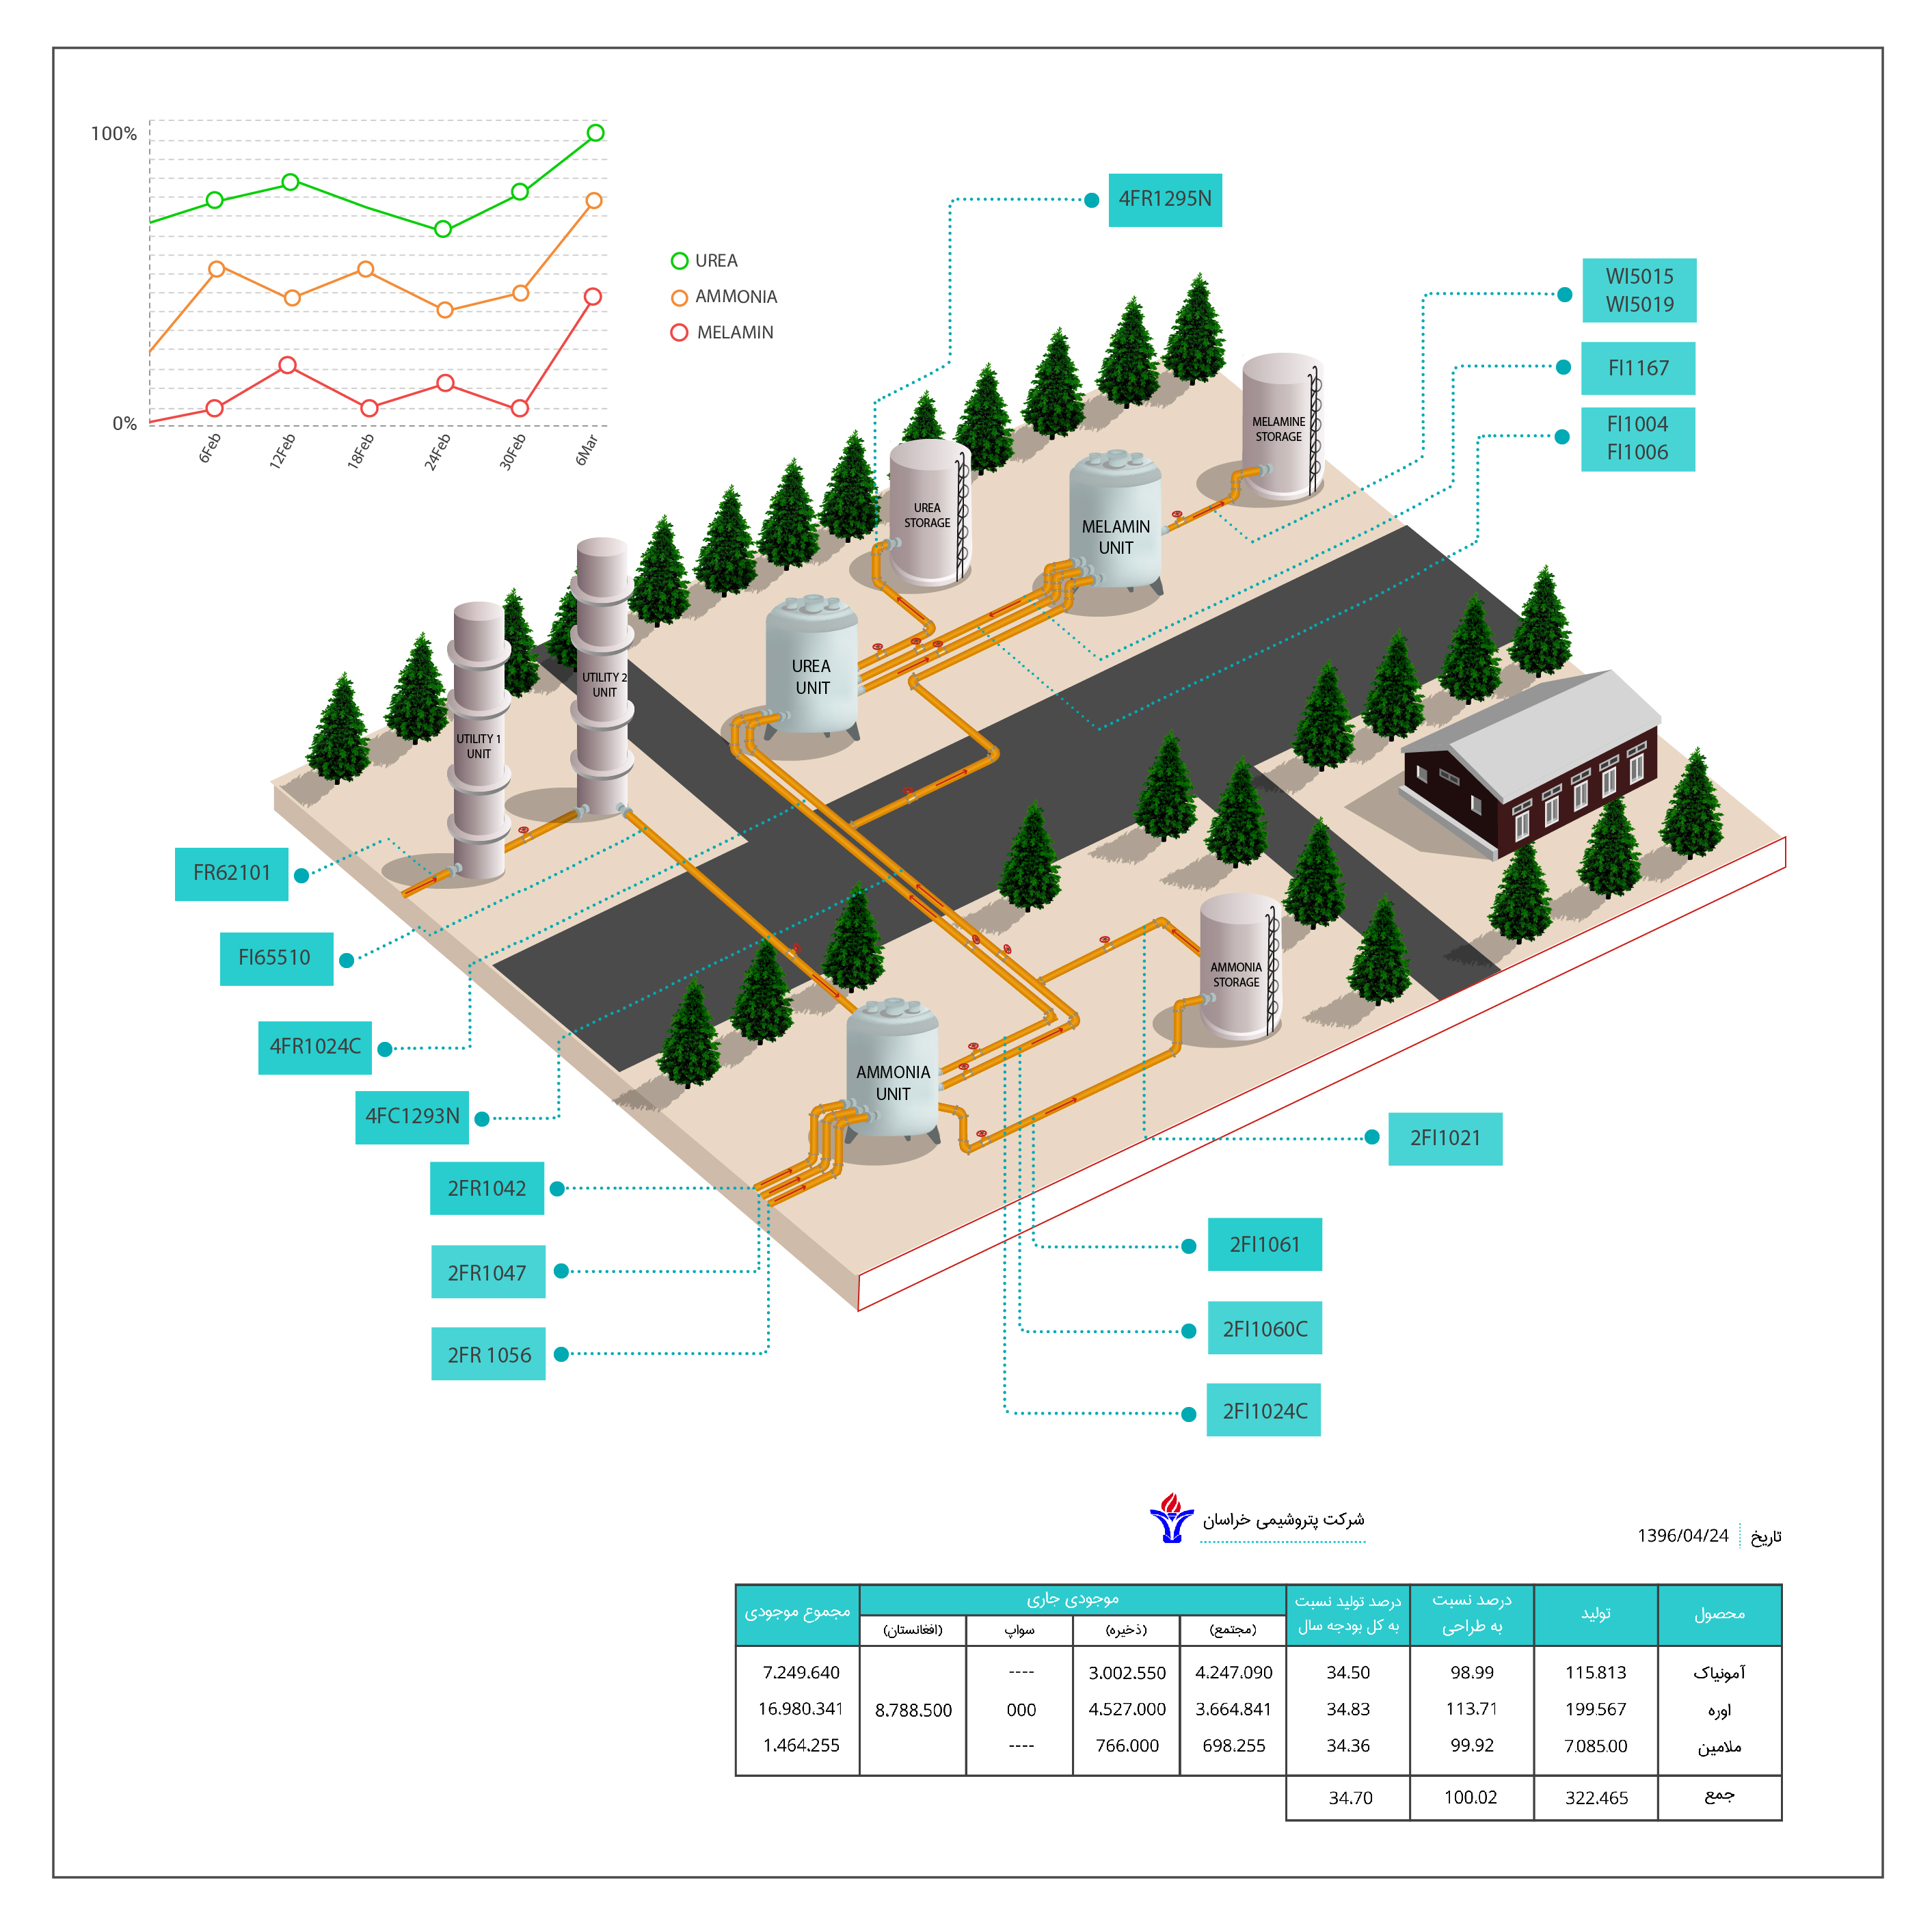 100%
0%
6Feb
12Feb
18Feb
24Feb
30Feb
6Mar
UREA
AMMONIA
MELAMIN
4FR1295N
WI5015
WI5019
FI1167
FI1004
FI1006
MELAMINE
STORAGE
UREA
STORAGE
MELAMIN
UNIT
UREA
UNIT
UTILITY 2
UNIT
UTILITY 1
UNIT
FR62101
FI65510
4FR1024C
4FC1293N
AMMONIA
STORAGE
AMMONIA
UNIT
2FR1042
2FR1047
2FR 1056
2FI1021
2FI1061
2FI1060C
2FI1024C
شرکت پتروشیمی خراسان
تاریخ 1396/04/24
محصول تولید درصد نسبت به طراحی درصد تولید نسبت به کل بودجه سال موجودی جاری مجموع موجودی
(مجتمع) (ذخیره) سواپ (افغانستان)
آمونیاک 115.813 98.99 34.50 4.247.090 3.002.550 ---- 7.249.640
اوره 199.567 113.71 34.83 3.664.841 4.527.000 000 8.788.500 16.980.341
ملامین 7.085.00 99.92 34.36 698.255 766.000 ---- 1.464.255
جمع 322.465 100.02 34.70